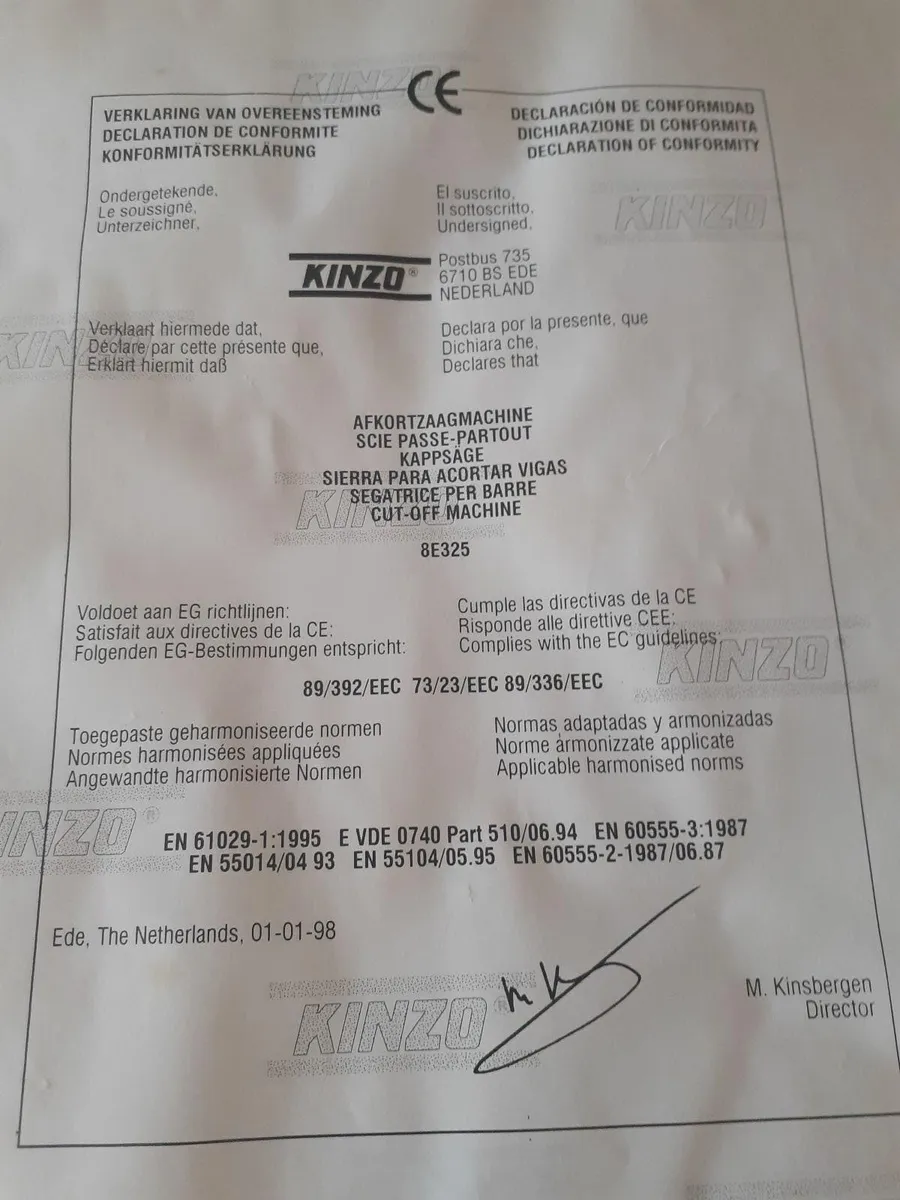 CE
VERKLARING VAN OVEREENSTEMING
DECLARATION DE CONFORMITE
KONFORMITÄTSERKLÄRUNG
DECLARACIÓN DE CONFORMIDAD
DICHIARAZIONE DI CONFORMITA
DECLARATION OF CONFORMITY
Ondergetekende,
Le soussigné,
Unterzeichner,
El suscrito,
Il sottoscritto,
Undersigned,
KINZO
KINZO
KINZO®
Postbus 735
6710 BS EDE
NEDERLAND
Verklaart hiermede dat,
Déclare par cette présente que,
Erklärt hiermit daß
Declara por la presente, que
Dichiara che,
Declares that
KIN
AFKORTZAAGMACHINE
SCIE PASSE-PARTOUT
KAPPSÄGE
SIERRA PARA ACORTAR VIGAS
SEGATRICE PER BARRE
CUT-OFF MACHINE
KINZO
8E325
Voldoet aan EG richtlijnen:
Satisfait aux directives de la CE:
Folgenden EG-Bestimmungen entspricht:
Cumple las directivas de la CE
Risponde alle direttive CEE:
Complies with the EC guidelines:
KINZO
89/392/EEC 73/23/EEC 89/336/EEC
Toegepaste geharmoniseerde normen
Normes harmonisées appliquées
Angewandte harmonisierte Normen
Normas adaptadas y armonizadas
Norme armonizzate applicate
Applicable harmonised norms
INZO®
EN 61029-1:1995 E VDE 0740 Part 510/06.94 EN 60555-3:1987
EN 55014/04 93 EN 55104/05.95 EN 60555-2-1987/06.87
Ede, The Netherlands, 01-01-98
KINZO®
M K
M. Kinsbergen
Director